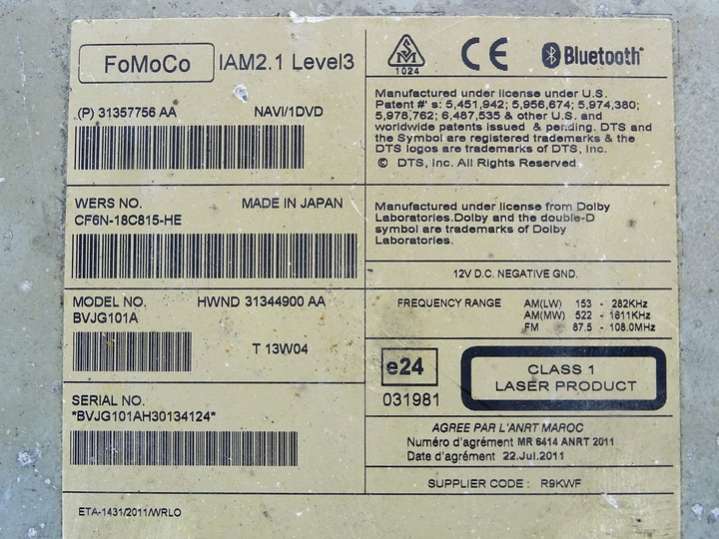 FoMoCo IAM2.1 Level3
(P) 31357756 AA NAVI/1DVD
WERS NO. MADE IN JAPAN
CF6N-18C815-HE
MODEL NO. HWND 31344900 AA
BVJG101A
T 13W04
SERIAL NO.
*BVJG101AH30134124*
ETA-1431/2011/WRLO
SM
1024
CE
Bluetooth
Manufactured under license under U.S.
Patent #'s: 5,451,942; 5,956,674; 5,974,380;
5,978,762; 6,487,535 & other U.S. and
worldwide patents issued & pending. DTS and
the Symbol are registered trademarks & the
DTS logos are trademarks of DTS, Inc.
© DTS, Inc. All Rights Reserved.
Manufactured under license from Dolby
Laboratories.Dolby and the double-D
symbol are trademarks of Dolby
Laboratories.
12V D.C. NEGATIVE GND.
FREQUENCY RANGE AM(LW) 153 - 282KHz
AM(MW) 522 - 1611KHz
FM 87.5 - 108.0MHz
e24
031981
CLASS 1
LASER PRODUCT
AGREE PAR L'ANRT MAROC
Numéro d'agrément MR 6414 ANRT 2011
Date d'agrément 22.Jul.2011
SUPPLIER CODE : R9KWF